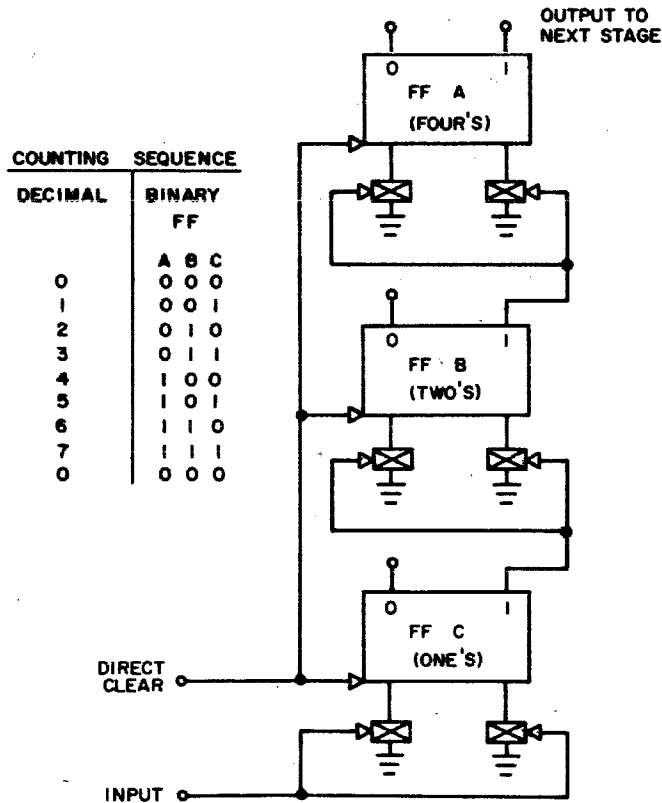 OUTPUT TO
NEXT STAGE
0 1
FF A
(FOUR'S)
COUNTING SEQUENCE
DECIMAL BINARY
FF
A B C
0 0 0 0
1 0 0 1
2 0 1 0
3 0 1 1
4 1 0 0
5 1 0 1
6 1 1 0
7 1 1 1
0 0 0 0
0 1
FF B
(TWO'S)
0 1
FF C
(ONE'S)
DIRECT
CLEAR
INPUT